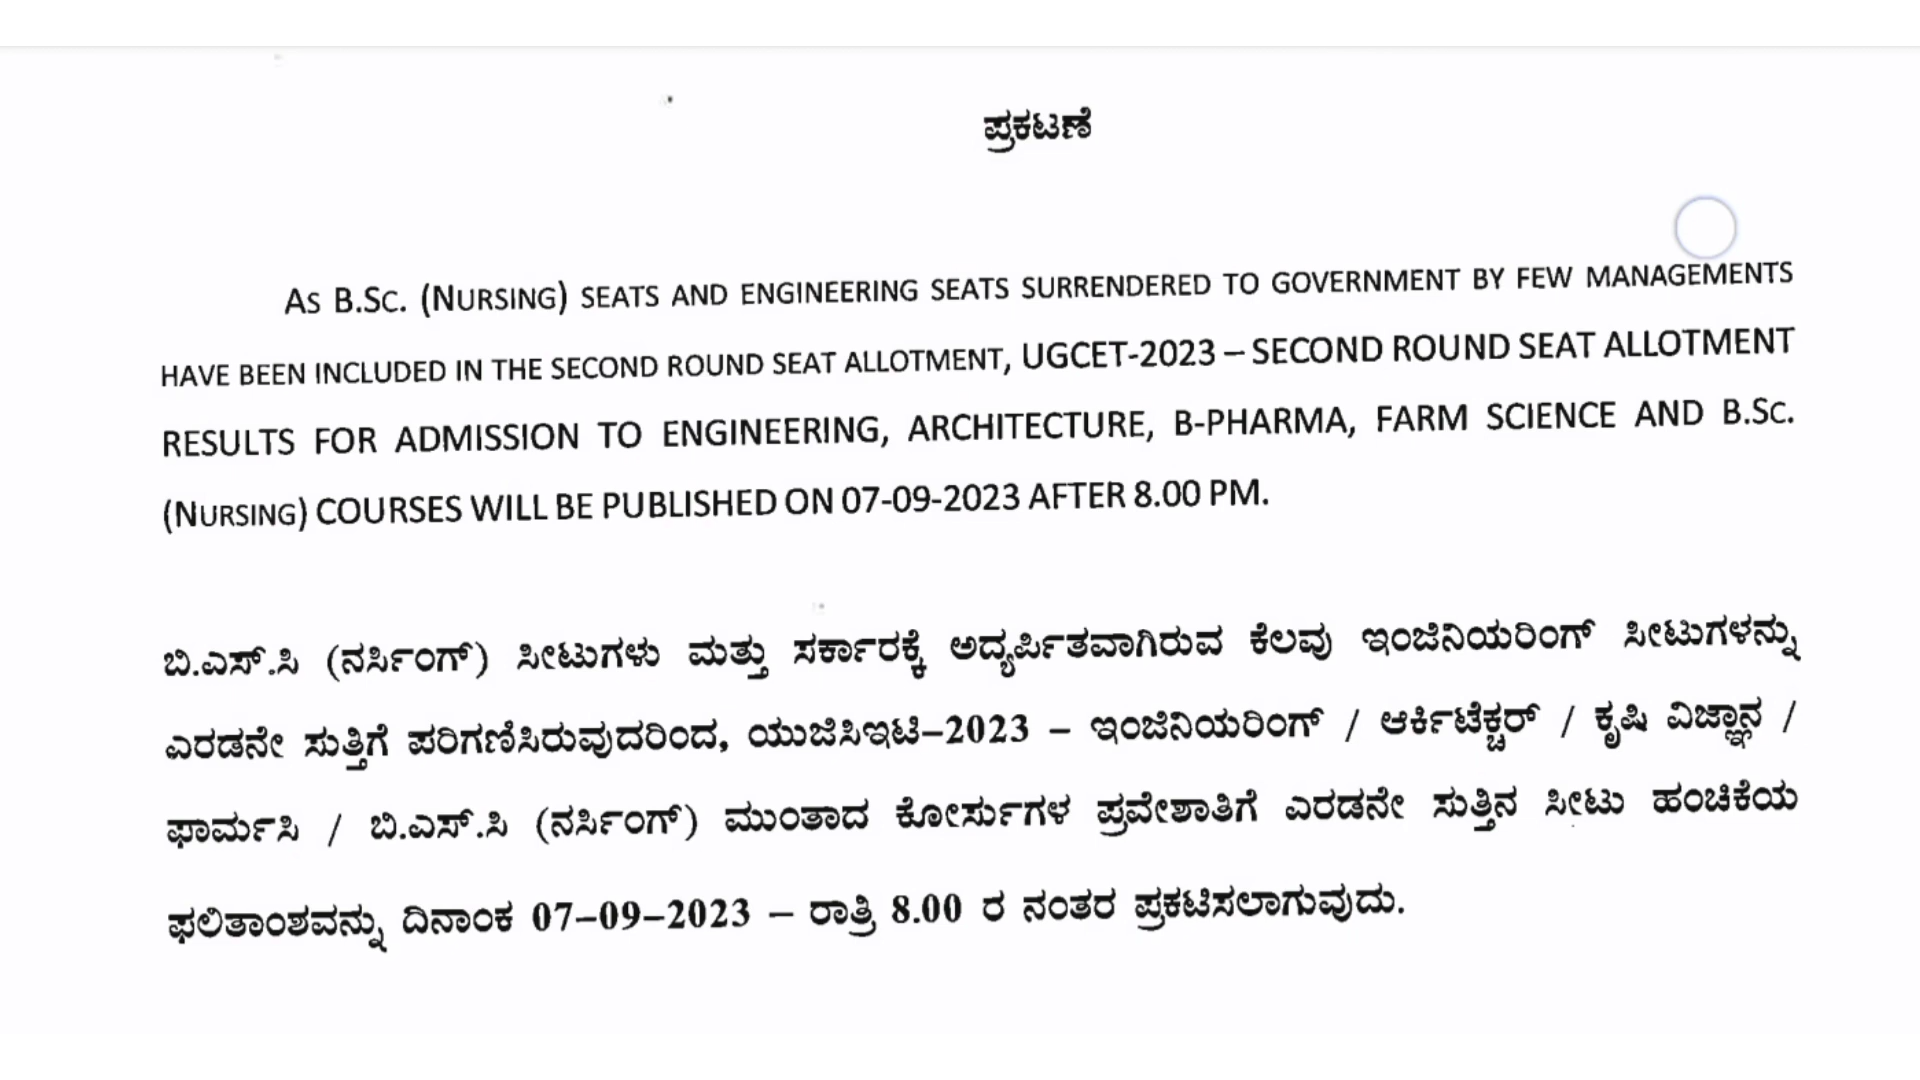 ಪ್ರಕಟಣೆ
AS B.SC. (NURSING) SEATS AND ENGINEERING SEATS SURRENDERED TO GOVERNMENT BY FEW MANAGEMENTS
HAVE BEEN INCLUDED IN THE SECOND ROUND SEAT ALLOTMENT, UGCET-2023 – SECOND ROUND SEAT ALLOTMENT
RESULTS FOR ADMISSION TO ENGINEERING, ARCHITECTURE, B-PHARMA, FARM SCIENCE AND B.SC.
(NURSING) COURSES WILL BE PUBLISHED ON 07-09-2023 AFTER 8.00 PM.
ಬಿ.ಎಸ್.ಸಿ (ನರ್ಸಿಂಗ್) ಸೀಟುಗಳು ಮತ್ತು ಸರ್ಕಾರಕ್ಕೆ ಅಧ್ಯರ್ಪಿತವಾಗಿರುವ ಕೆಲವು ಇಂಜಿನಿಯರಿಂಗ್ ಸೀಟುಗಳನ್ನು
ಎರಡನೇ ಸುತ್ತಿಗೆ ಪರಿಗಣಿಸಿರುವುದರಿಂದ, ಯುಜಿಸಿಇಟಿ–2023 – ಇಂಜಿನಿಯರಿಂಗ್ / ಆರ್ಕಿಟೆಕ್ಚರ್ / ಕೃಷಿ ವಿಜ್ಞಾನ /
ಫಾರ್ಮಸಿ / ಬಿ.ಎಸ್.ಸಿ (ನರ್ಸಿಂಗ್) ಮುಂತಾದ ಕೋರ್ಸುಗಳ ಪ್ರವೇಶಾತಿಗೆ ಎರಡನೇ ಸುತ್ತಿನ ಸೀಟು ಹಂಚಿಕೆಯ
ಫಲಿತಾಂಶವನ್ನು ದಿನಾಂಕ 07–09–2023 – ರಾತ್ರಿ 8.00 ರ ನಂತರ ಪ್ರಕಟಿಸಲಾಗುವುದು.